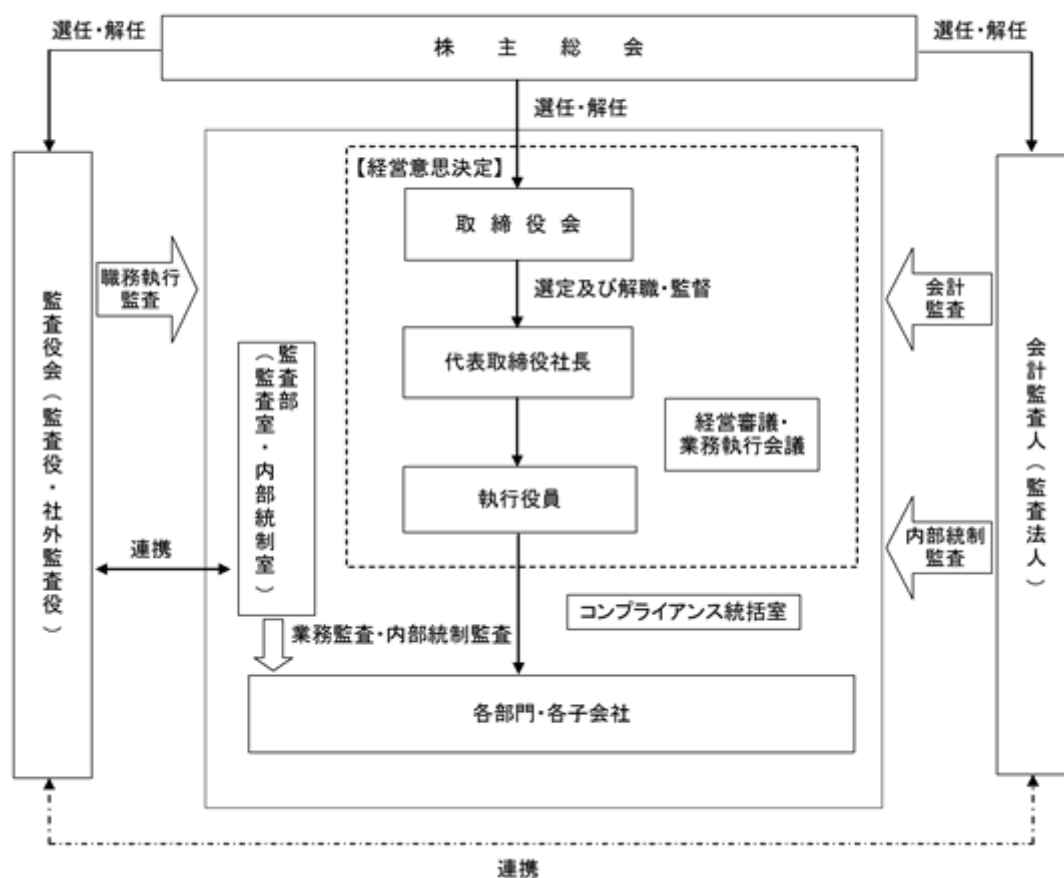 選任・解任
株主総会
選任・解任
選任・解任
【経営意思決定】
取締役会
職務執行
監査
会計
監査
選定及び解職・監督
監査役会（監査役・社外監査役）
監査部
（監査室・内部統制室）
代表取締役社長
会計監査人（監査法人）
経営審議・
業務執行会議
執行役員
内部統制
監査
連携
コンプライアンス統括室
業務監査・内部統制監査
各部門・各子会社
連携